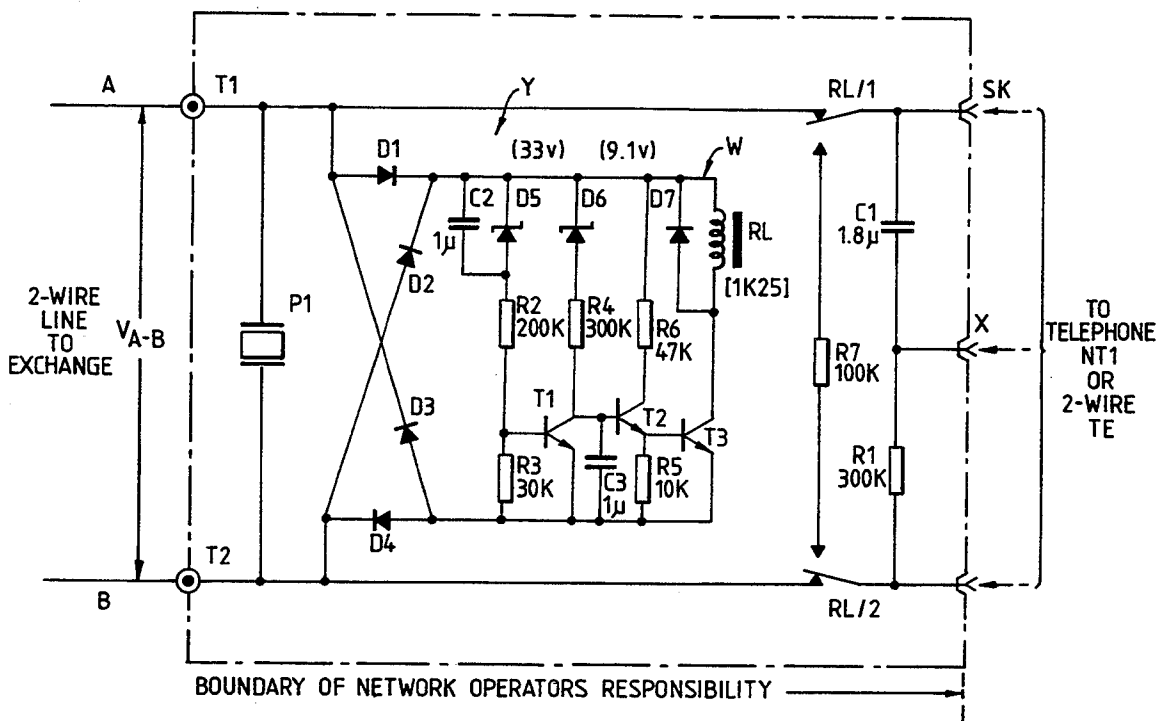 A
T1
Y
RL/1
SK
D1
(33v)
(9.1v)
W
C2
1µ
D5
D6
D7
RL
[1K25]
C1
1.8µ
D2
2-WIRE
LINE
TO
EXCHANGE
VA-B
P1
R2
200K
R4
300K
R6
47K
R7
100K
X
TO
TELEPHONE
NT1
OR
2-WIRE
TE
D3
T1
T2
T3
R3
30K
C3
1µ
R5
10K
R1
300K
D4
T2
B
RL/2
BOUNDARY OF NETWORK OPERATORS RESPONSIBILITY